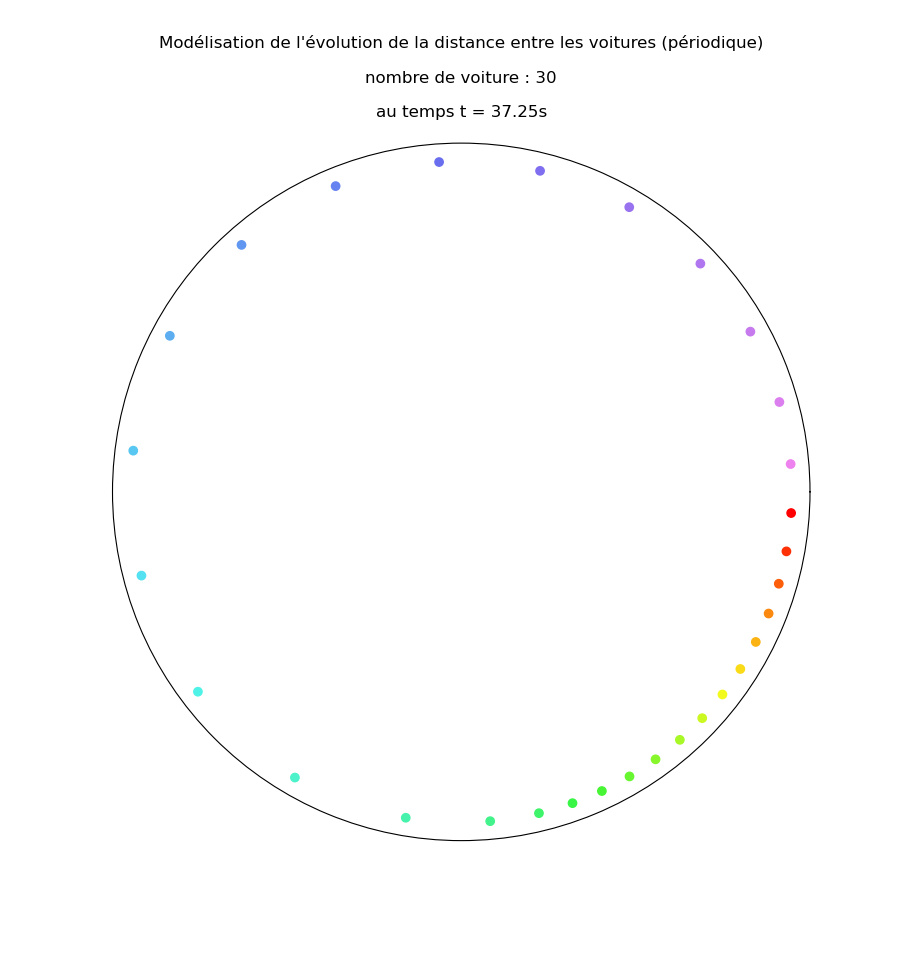 Modélisation de l'évolution de la distance entre les voitures (périodique)
nombre de voiture : 30
au temps t = 37.25s